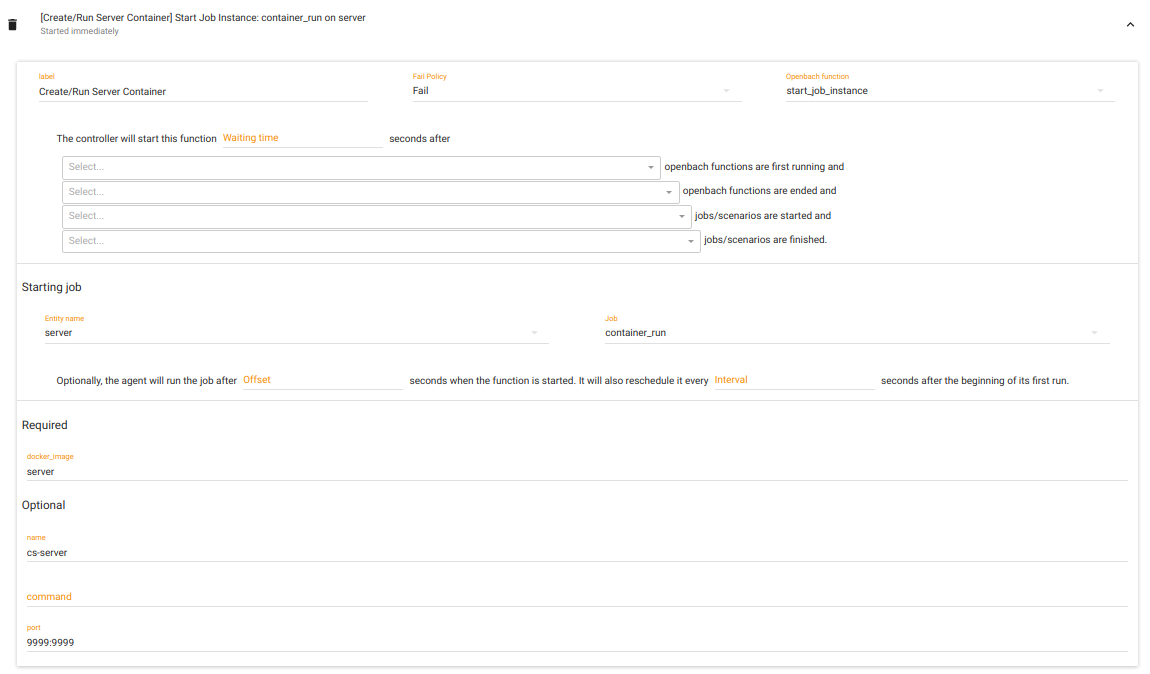 [Create/Run Server Container] Start Job Instance: container_run on server
Started immediately
label Fail Policy Openbach function
Create/Run Server Container Fail start_job_instance
The controller will start this function Waiting time seconds after
Select... openbach functions are first running and
Select... openbach functions are ended and
Select... jobs/scenarios are started and
Select... jobs/scenarios are finished.
Starting job
Entity name Job
server container_run
Optionally, the agent will run the job after Offset seconds when the function is started. It will also reschedule it every Interval seconds after the beginning of its first run.
Required
docker_image
server
Optional
name
cs-server
command
port
9999:9999